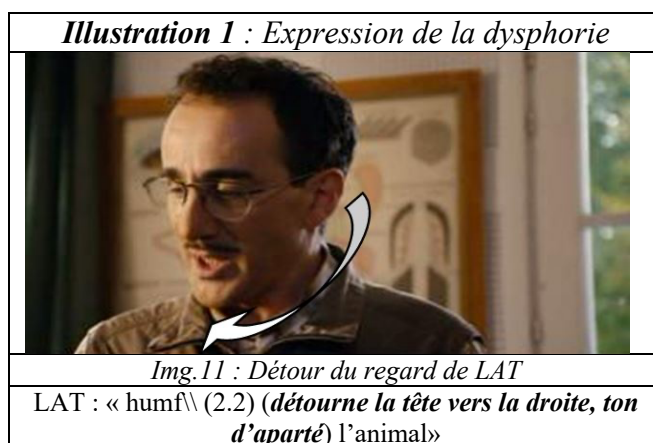 Illustration 1 : Expression de la dysphorie
Img.11 : Détour du regard de LAT
LAT : « humf\\ (2.2) (détourne la tête vers la droite, ton
d’aparté) l’animal»